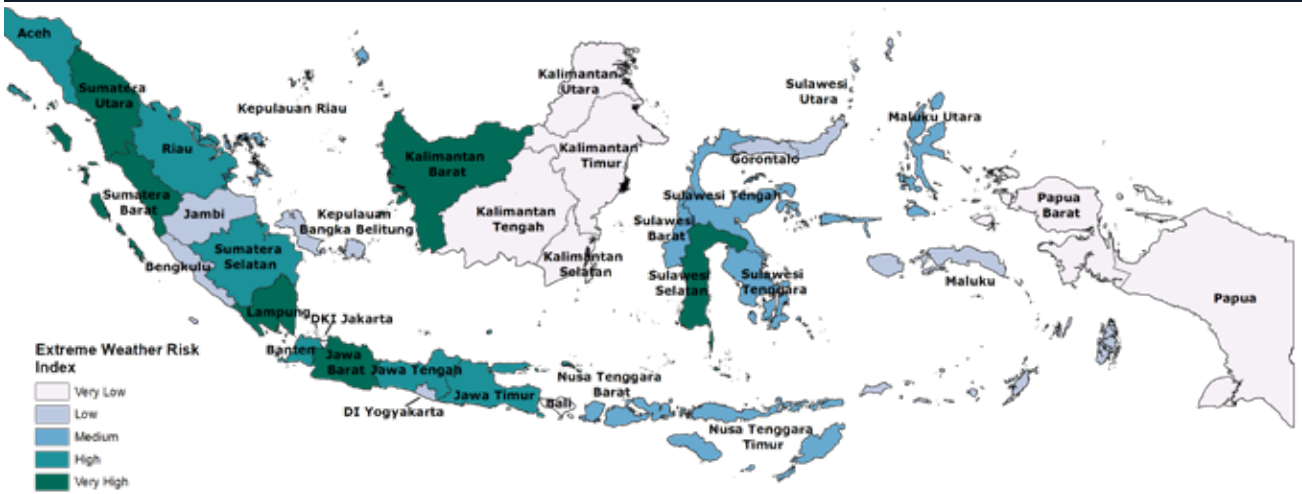 Aceh
Sumatera
Utara
Riau
Kepulauan Riau
Sumatera
Barat
Jambi
Kepulauan
Bangka Belitung
Bengkulu
Sumatera
Selatan
Lampung
DKI Jakarta
Banten
Jawa
Barat
Jawa Tengah
DI Yogyakarta
Jawa Timur
Bali
Kalimantan
Utara
Kalimantan
Barat
Kalimantan
Timur
Kalimantan
Tengah
Kalimantan
Selatan
Sulawesi
Utara
Gorontalo
Sulawesi Tengah
Sulawesi
Barat
Sulawesi
Selatan
Sulawesi
Tenggara
Maluku Utara
Maluku
Papua
Barat
Papua
Nusa Tenggara
Barat
Nusa Tenggara
Timur
Extreme Weather Risk
Index
Very Low
Low
Medium
High
Very High